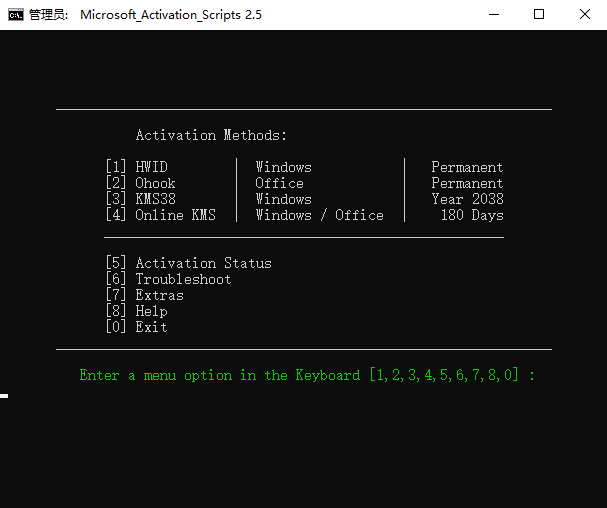 管理员: Microsoft_Activation_Scripts 2.5
Activation Methods:
[1] HWID | Windows | Permanent
[2] Ohook | Office | Permanent
[3] KMS38 | Windows | Year 2038
[4] Online KMS | Windows / Office | 180 Days
[5] Activation Status
[6] Troubleshoot
[7] Extras
[8] Help
[0] Exit
Enter a menu option in the Keyboard [1,2,3,4,5,6,7,8,0] :